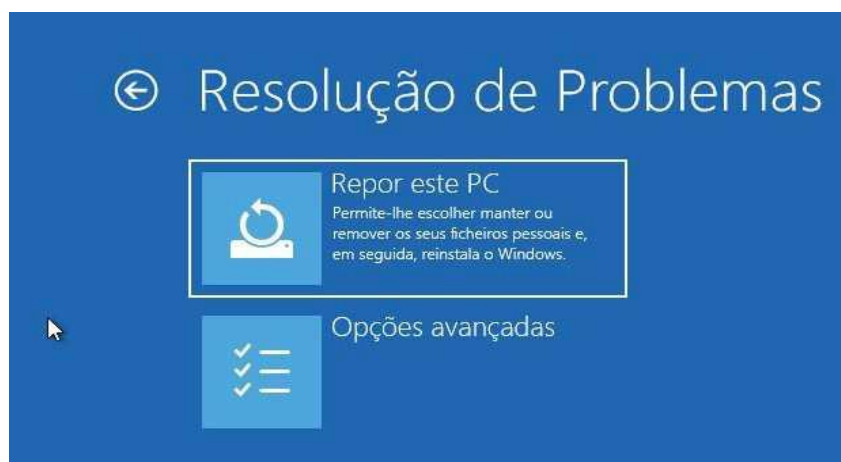 Resolução de Problemas
Repor este PC
Permite-lhe escolher manter ou
remover os seus ficheiros pessoais e,
em seguida, reinstala o Windows.
Opções avançadas